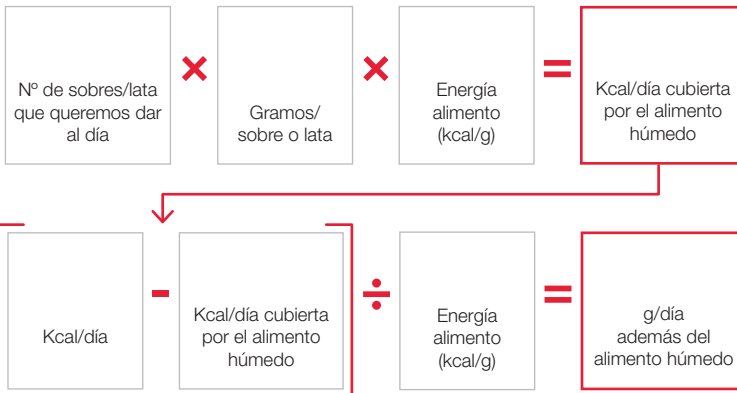 Nº de sobres/lata
que queremos dar
al día
×
Gramos/
sobre o lata
×
Energía
alimento
(kcal/g)
=
Kcal/día cubierta
por el alimento
húmedo
Kcal/día
-
Kcal/día cubierta
por el alimento
húmedo
÷
Energía
alimento
(kcal/g)
=
g/día
además del
alimento húmedo